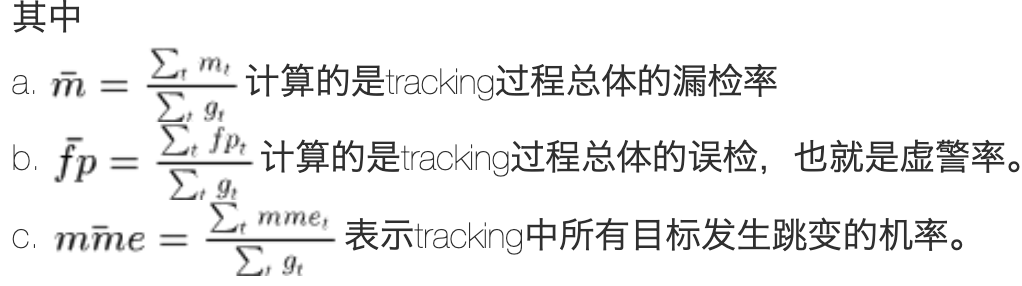 其中
a. $\bar{m} = \frac{\sum_t m_t}{\sum_t g_t}$ 计算的是tracking过程总体的漏检率
b. $\bar{f}p = \frac{\sum_t fp_t}{\sum_t g_t}$ 计算的是tracking过程总体的误检，也就是虚警率。
c. $m\bar{m}e = \frac{\sum_t mme_t}{\sum_t g_t}$ 表示tracking中所有目标发生跳变的机率。